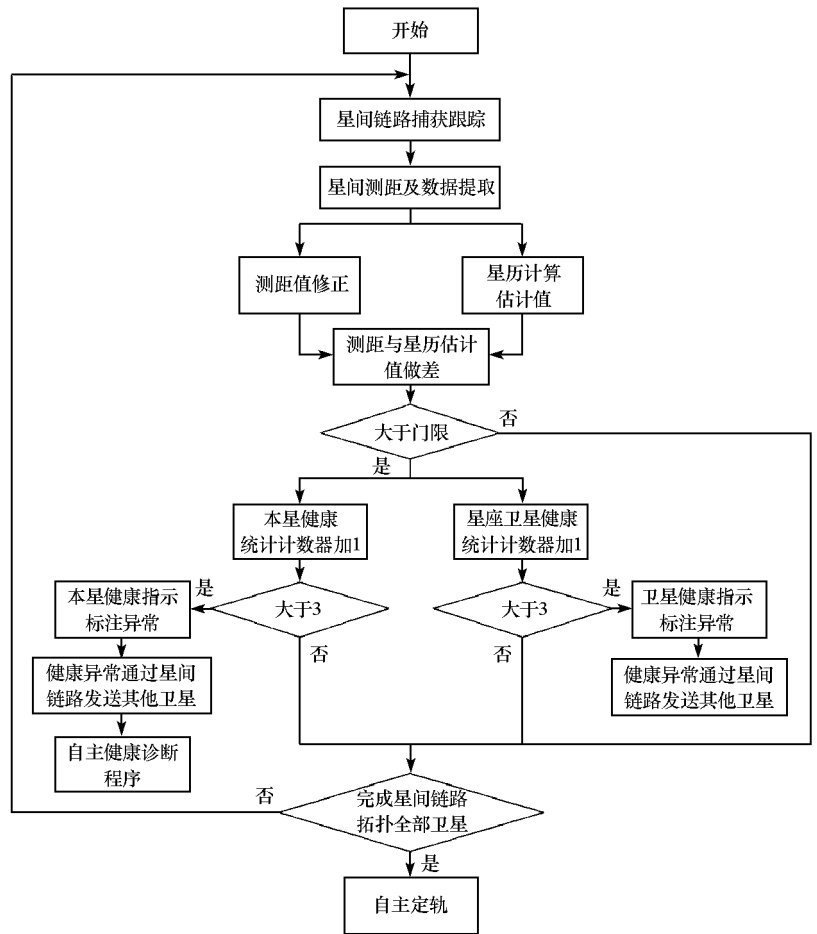 开始
星间链路捕获跟踪
星间测距及数据提取
测距值修正
星历计算
估计值
测距与星历估计
值做差
大于门限
否
是
本星健康
统计计数器加1
星座卫星健康
统计计数器加1
本星健康指示
标注异常
是
大于3
否
大于3
否
是
卫星健康指示
标注异常
健康异常通过星间
链路发送其他卫星
健康异常通过星间
链路发送其他卫星
自主健康诊断
程序
否
完成星间链路
拓扑全部卫星
是
自主定轨